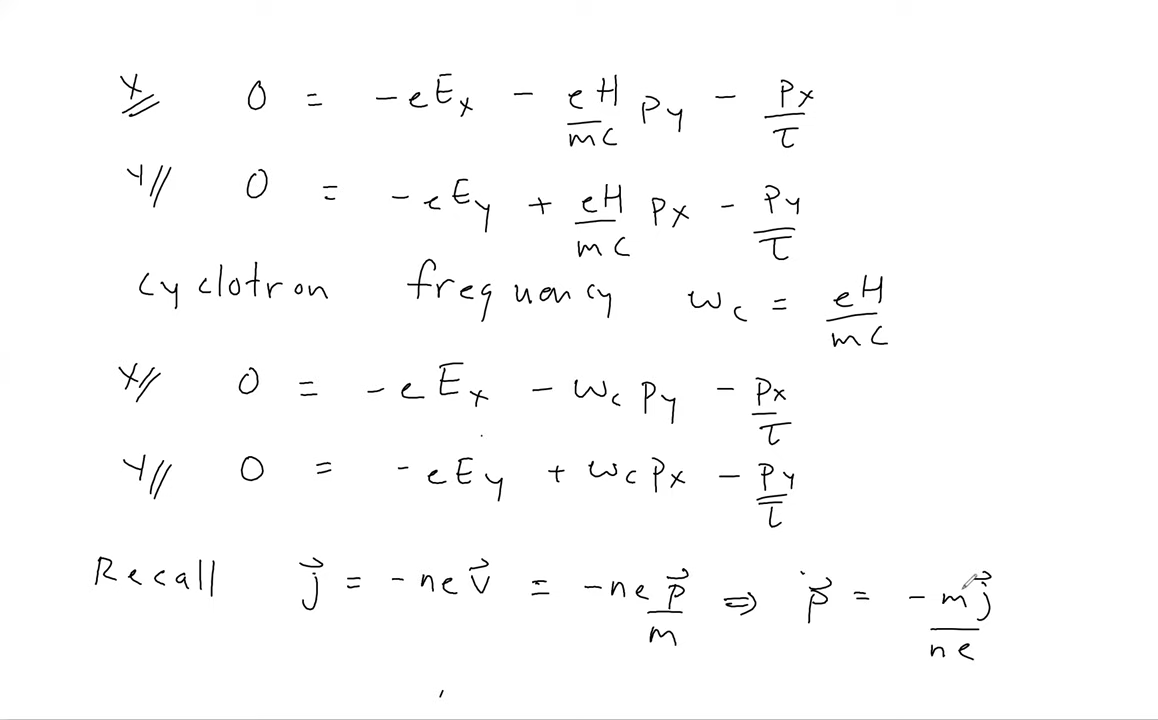 X// 0 = -eEx - eH/mc py - px/τ
Y// 0 = -eEy + eH/mc px - py/τ
cyclotron frequency ωc = eH/mc
X// 0 = -eEx - ωc py - px/τ
Y// 0 = -eEy + ωc px - py/τ
Recall j⃗ = -nev⃗ = -ne p⃗/m ⇒ p⃗ = -mj⃗/ne